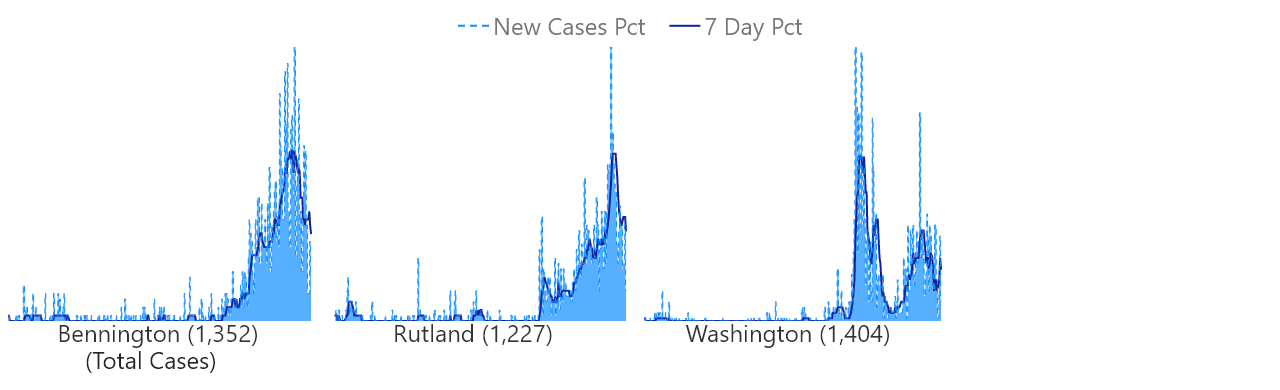 New Cases Pct 7 Day Pct
Bennington (1,352) Rutland (1,227) Washington (1,404)
(Total Cases)